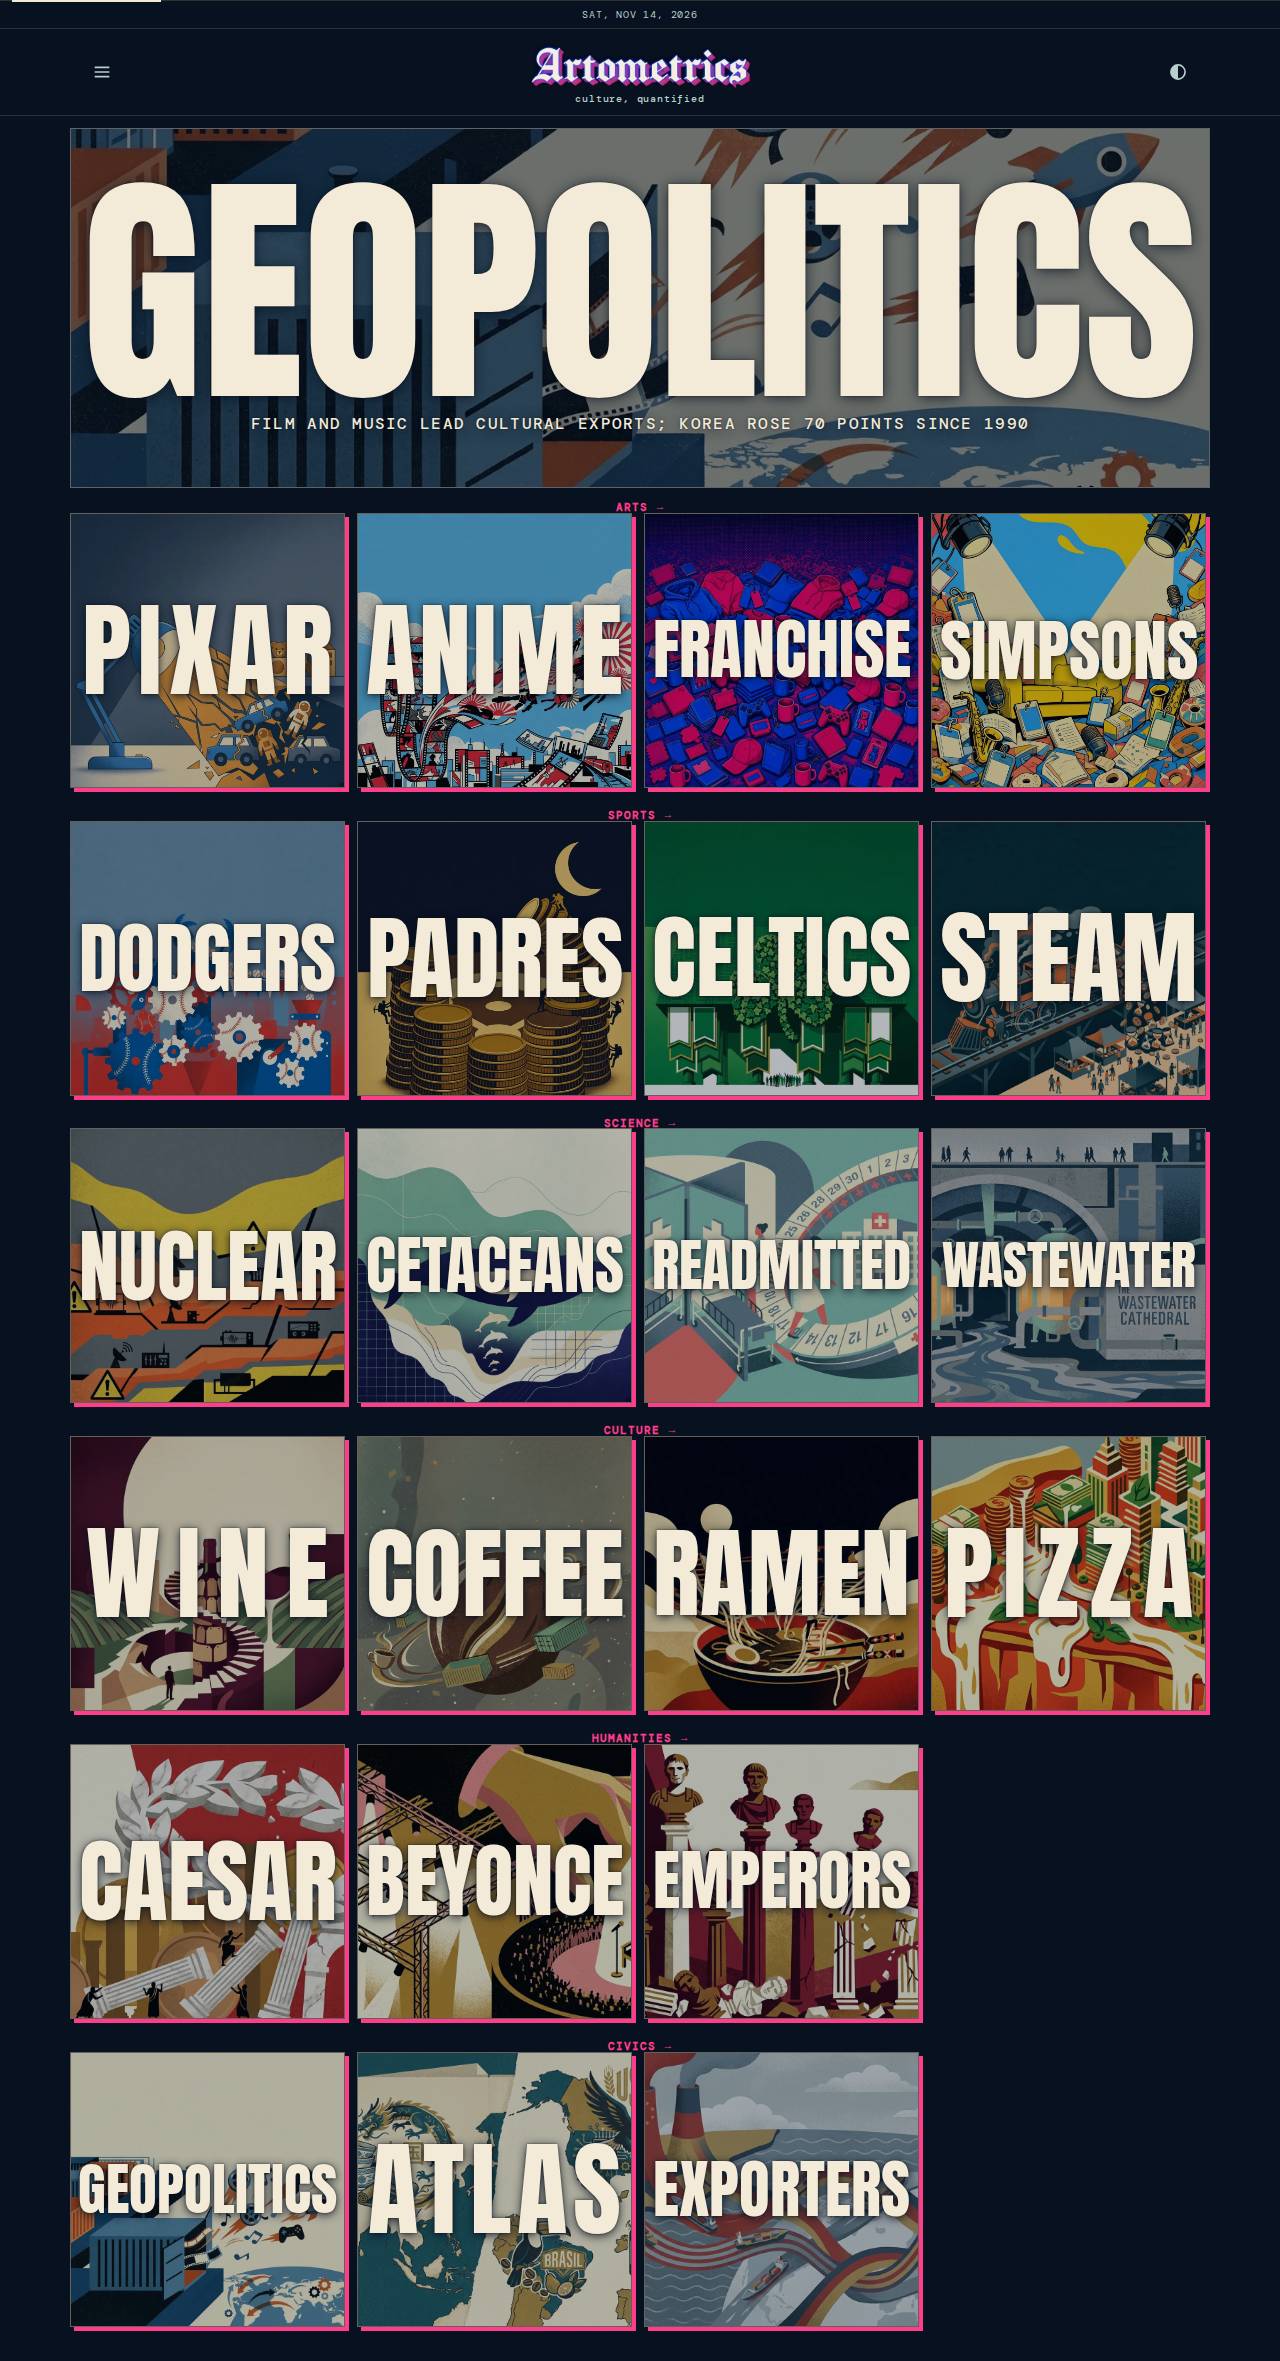 SAT, NOV 14, 2026
Artometrics
culture, quantified
GEOPOLITICS
FILM AND MUSIC LEAD CULTURAL EXPORTS; KOREA ROSE 70 POINTS SINCE 1990
ARTS →
PIXAR
ANIME
FRANCHISE
SIMPSONS
SPORTS →
DODGERS
PADRES
CELTICS
STEAM
SCIENCE →
NUCLEAR
CETACEANS
READMITTED
WASTEWATER
THE
WASTEWATER
CATHEDRAL
CULTURE →
WINE
COFFEE
RAMEN
PIZZA
HUMANITIES →
CAESAR
BEYONCE
EMPERORS
CIVICS →
GEOPOLITICS
ATLAS
BRASIL
EXPORTERS